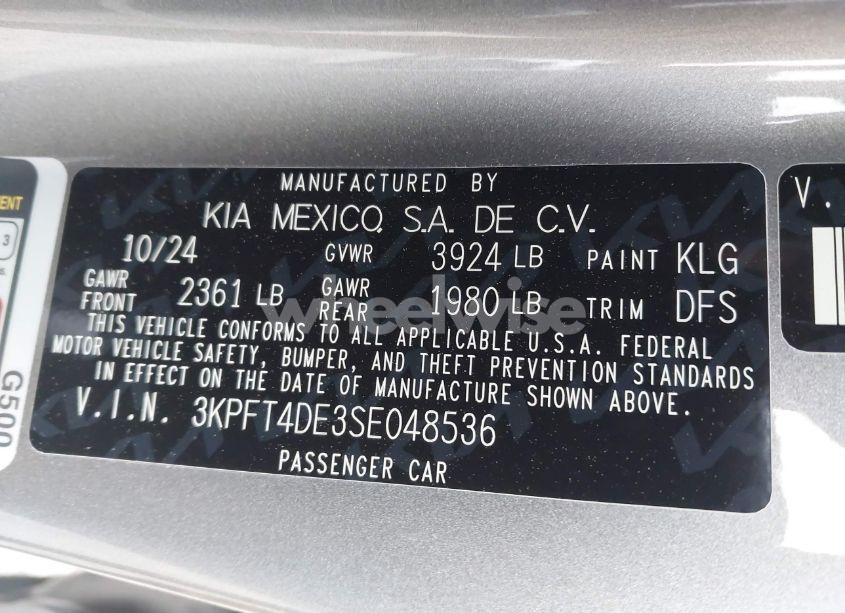 MANUFACTURED BY
KIA MEXICO, S.A. DE C.V.
10/24 GVWR 3924 LB PAINT KLG
GAWR FRONT 2361 LB GAWR REAR 1980 LB TRIM DFS
THIS VEHICLE CONFORMS TO ALL APPLICABLE U.S.A. FEDERAL
MOTOR VEHICLE SAFETY, BUMPER, AND THEFT PREVENTION STANDARDS
IN EFFECT ON THE DATE OF MANUFACTURE SHOWN ABOVE.
V.I.N. 3KPFT4DE3SE048536
PASSENGER CAR
wheelwise
G500
3
V.